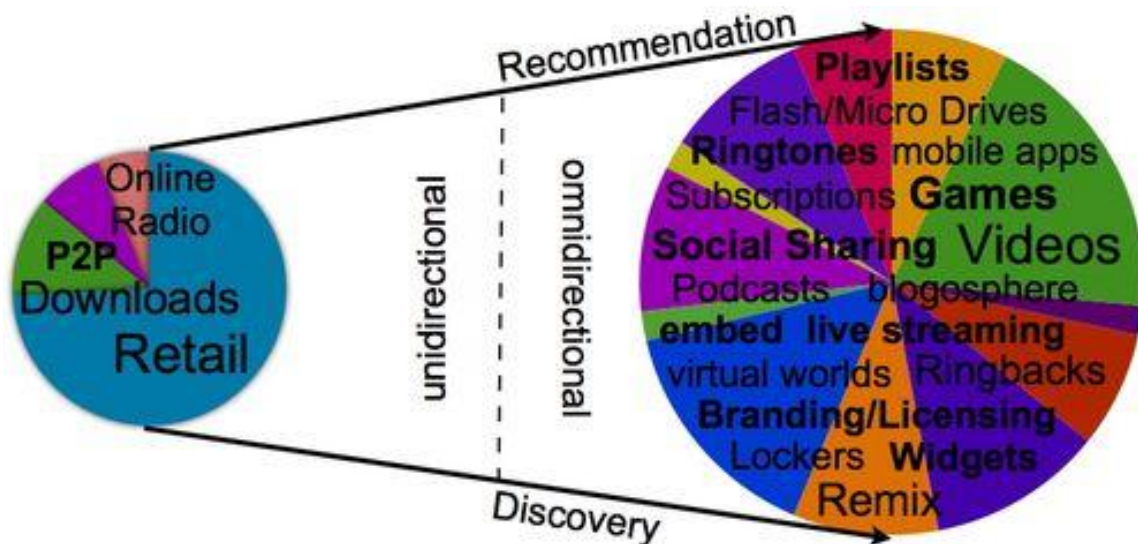 Recommendation
Online
Radio
P2P
Downloads
Retail
unidirectional
omnidirectional
Discovery
Playlists
Flash/Micro Drives
Ringtones mobile apps
Subscriptions Games
Social Sharing Videos
Podcasts blogosphere
embed live streaming
virtual worlds Ringbacks
Branding/Licensing
Lockers Widgets
Remix